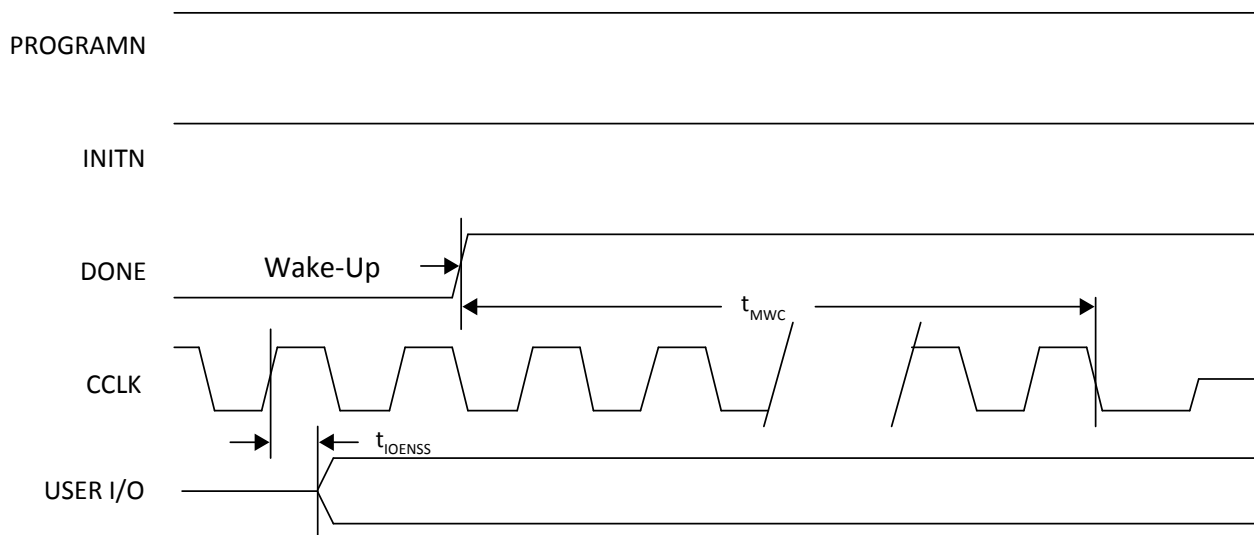 PROGRAMN
INITN
DONE
Wake-Up
tMWC
CCLK
tIOENSS
USER I/O